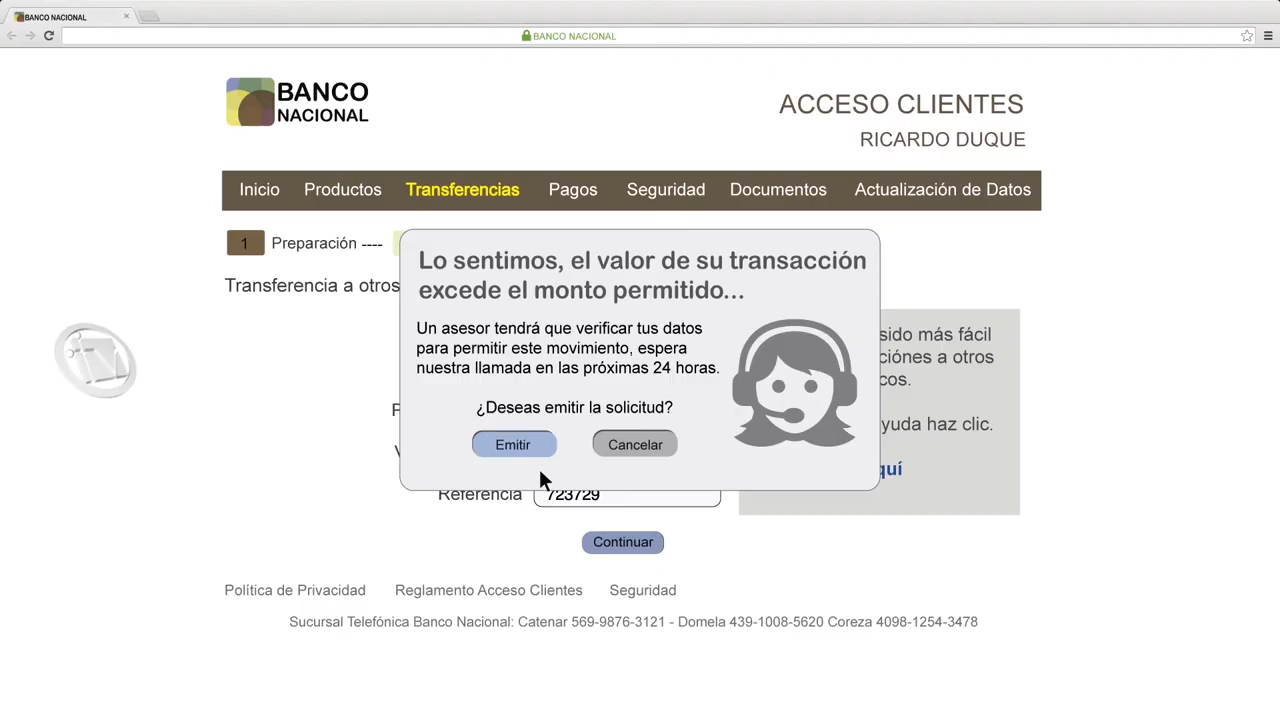 BANCO NACIONAL
BANCO NACIONAL
BANCO
NACIONAL
ACCESO CLIENTES
RICARDO DUQUE
Inicio Productos Transferencias Pagos Seguridad Documentos Actualización de Datos
1 Preparación ----
Transferencia a otros
Lo sentimos, el valor de su transacción
excede el monto permitido...
Un asesor tendrá que verificar tus datos
para permitir este movimiento, espera
nuestra llamada en las próximas 24 horas.
¿Deseas emitir la solicitud?
Emitir Cancelar
sido más fácil
ciónes a otros
cos.
yuda haz clic.
quí
Referencia 723729
Continuar
Política de Privacidad Reglamento Acceso Clientes Seguridad
Sucursal Telefónica Banco Nacional: Catenar 569-9876-3121 - Domela 439-1008-5620 Coreza 4098-1254-3478